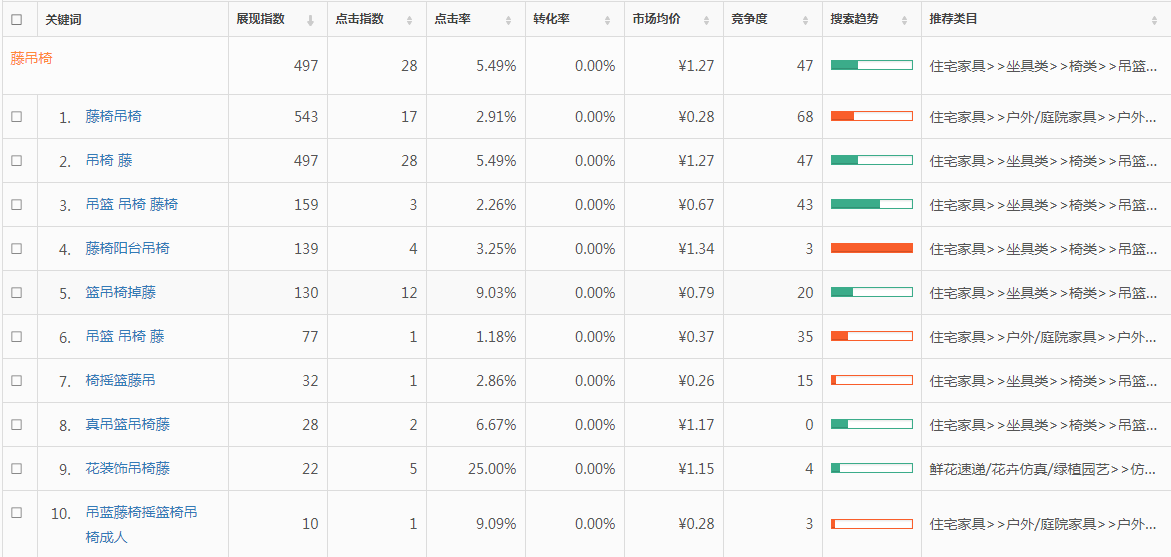 关键词 展现指数 点击指数 点击率 转化率 市场均价 竞争度 搜索趋势 推荐类目
藤吊椅 497 28 5.49% 0.00% ¥1.27 47 住宅家具>>坐具类>>椅类>>吊篮...
1. 藤椅吊椅 543 17 2.91% 0.00% ¥0.28 68 住宅家具>>户外/庭院家具>>户外...
2. 吊椅 藤 497 28 5.49% 0.00% ¥1.27 47 住宅家具>>坐具类>>椅类>>吊篮...
3. 吊篮 吊椅 藤椅 159 3 2.26% 0.00% ¥0.67 43 住宅家具>>坐具类>>椅类>>吊篮...
4. 藤椅阳台吊椅 139 4 3.25% 0.00% ¥1.34 3 住宅家具>>坐具类>>椅类>>吊篮...
5. 篮吊椅掉藤 130 12 9.03% 0.00% ¥0.79 20 住宅家具>>坐具类>>椅类>>吊篮...
6. 吊篮 吊椅 藤 77 1 1.18% 0.00% ¥0.37 35 住宅家具>>户外/庭院家具>>户外...
7. 椅摇篮藤吊 32 1 2.86% 0.00% ¥0.26 15 住宅家具>>坐具类>>椅类>>吊篮...
8. 真吊篮吊椅藤 28 2 6.67% 0.00% ¥1.17 0 住宅家具>>坐具类>>椅类>>吊篮...
9. 花装饰吊椅藤 22 5 25.00% 0.00% ¥1.15 4 鲜花速递/花卉仿真/绿植园艺>>仿...
10. 吊蓝藤椅摇篮椅吊
椅成人 10 1 9.09% 0.00% ¥0.28 3 住宅家具>>户外/庭院家具>>户外...